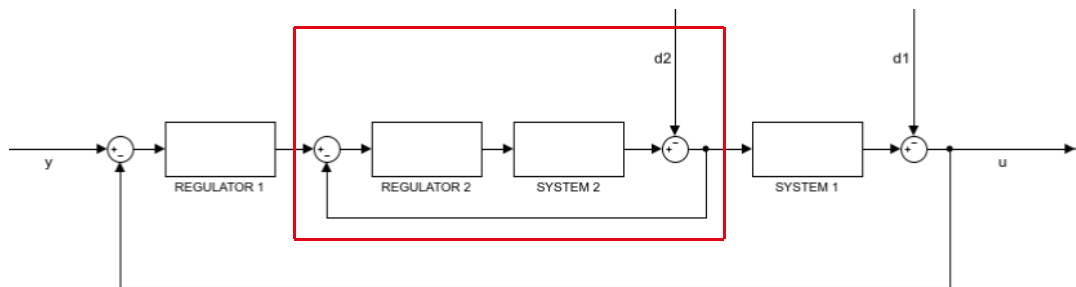 d2
d1
y
u
REGULATOR 1
REGULATOR 2
SYSTEM 2
SYSTEM 1